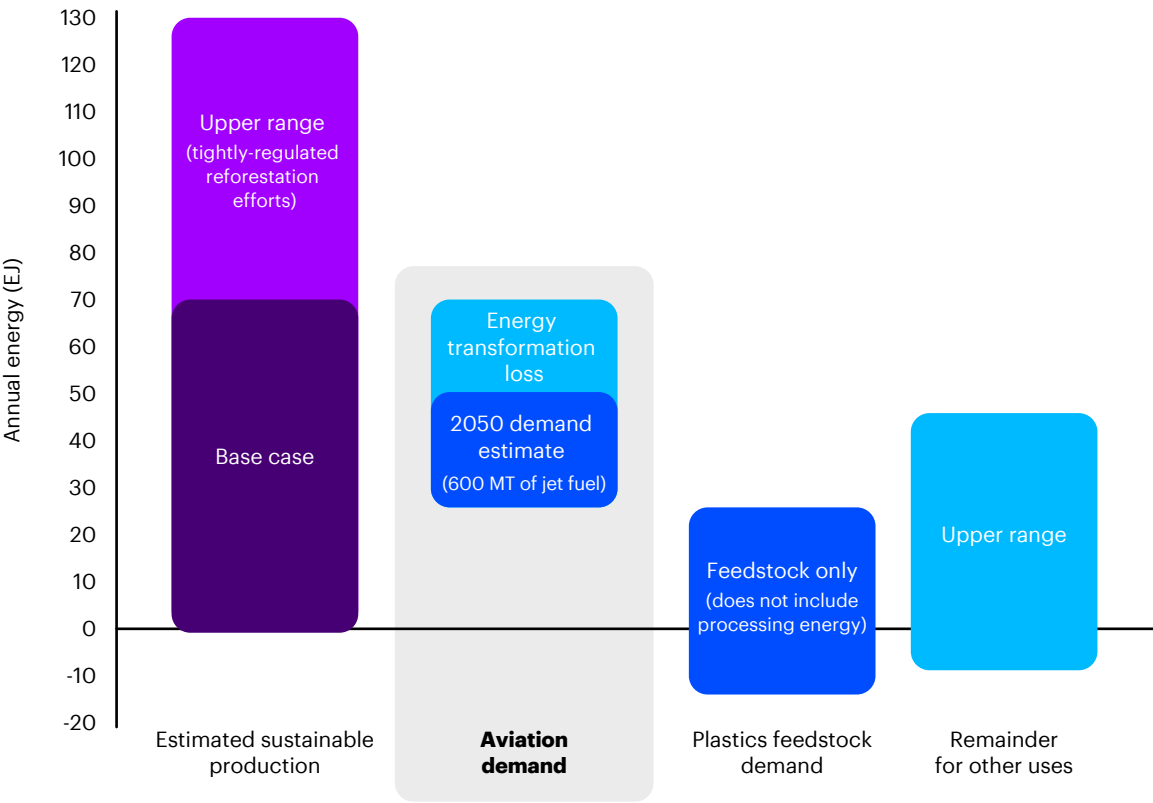 Annual energy (EJ)
130
120
110
100
90
80
70
60
50
40
30
20
10
0
-10
-20
Upper range
(tightly-regulated
reforestation
efforts)
Base case
Energy
transformation
loss
2050 demand
estimate
(600 MT of jet fuel)
Feedstock only
(does not include
processing energy)
Upper range
Estimated sustainable
production
Aviation
demand
Plastics feedstock
demand
Remainder
for other uses